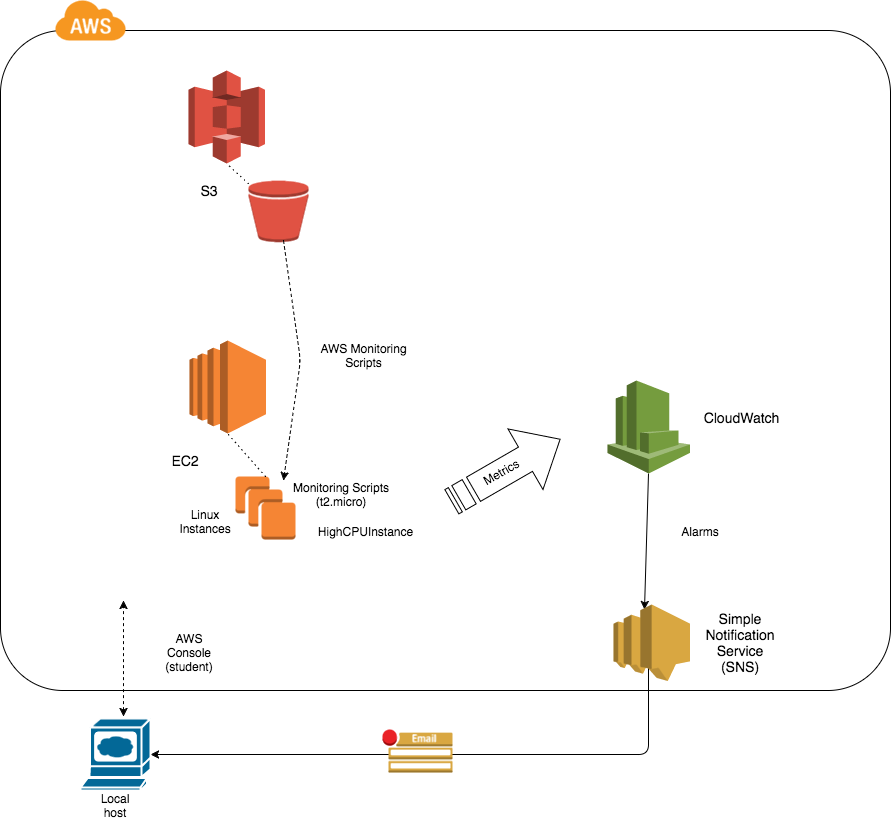 AWS
S3
AWS Monitoring
Scripts
EC2
Monitoring Scripts
(t2.micro)
Linux
Instances
HighCPUInstance
Metrics
CloudWatch
Alarms
Simple
Notification
Service
(SNS)
AWS
Console
(student)
Email
Local
host